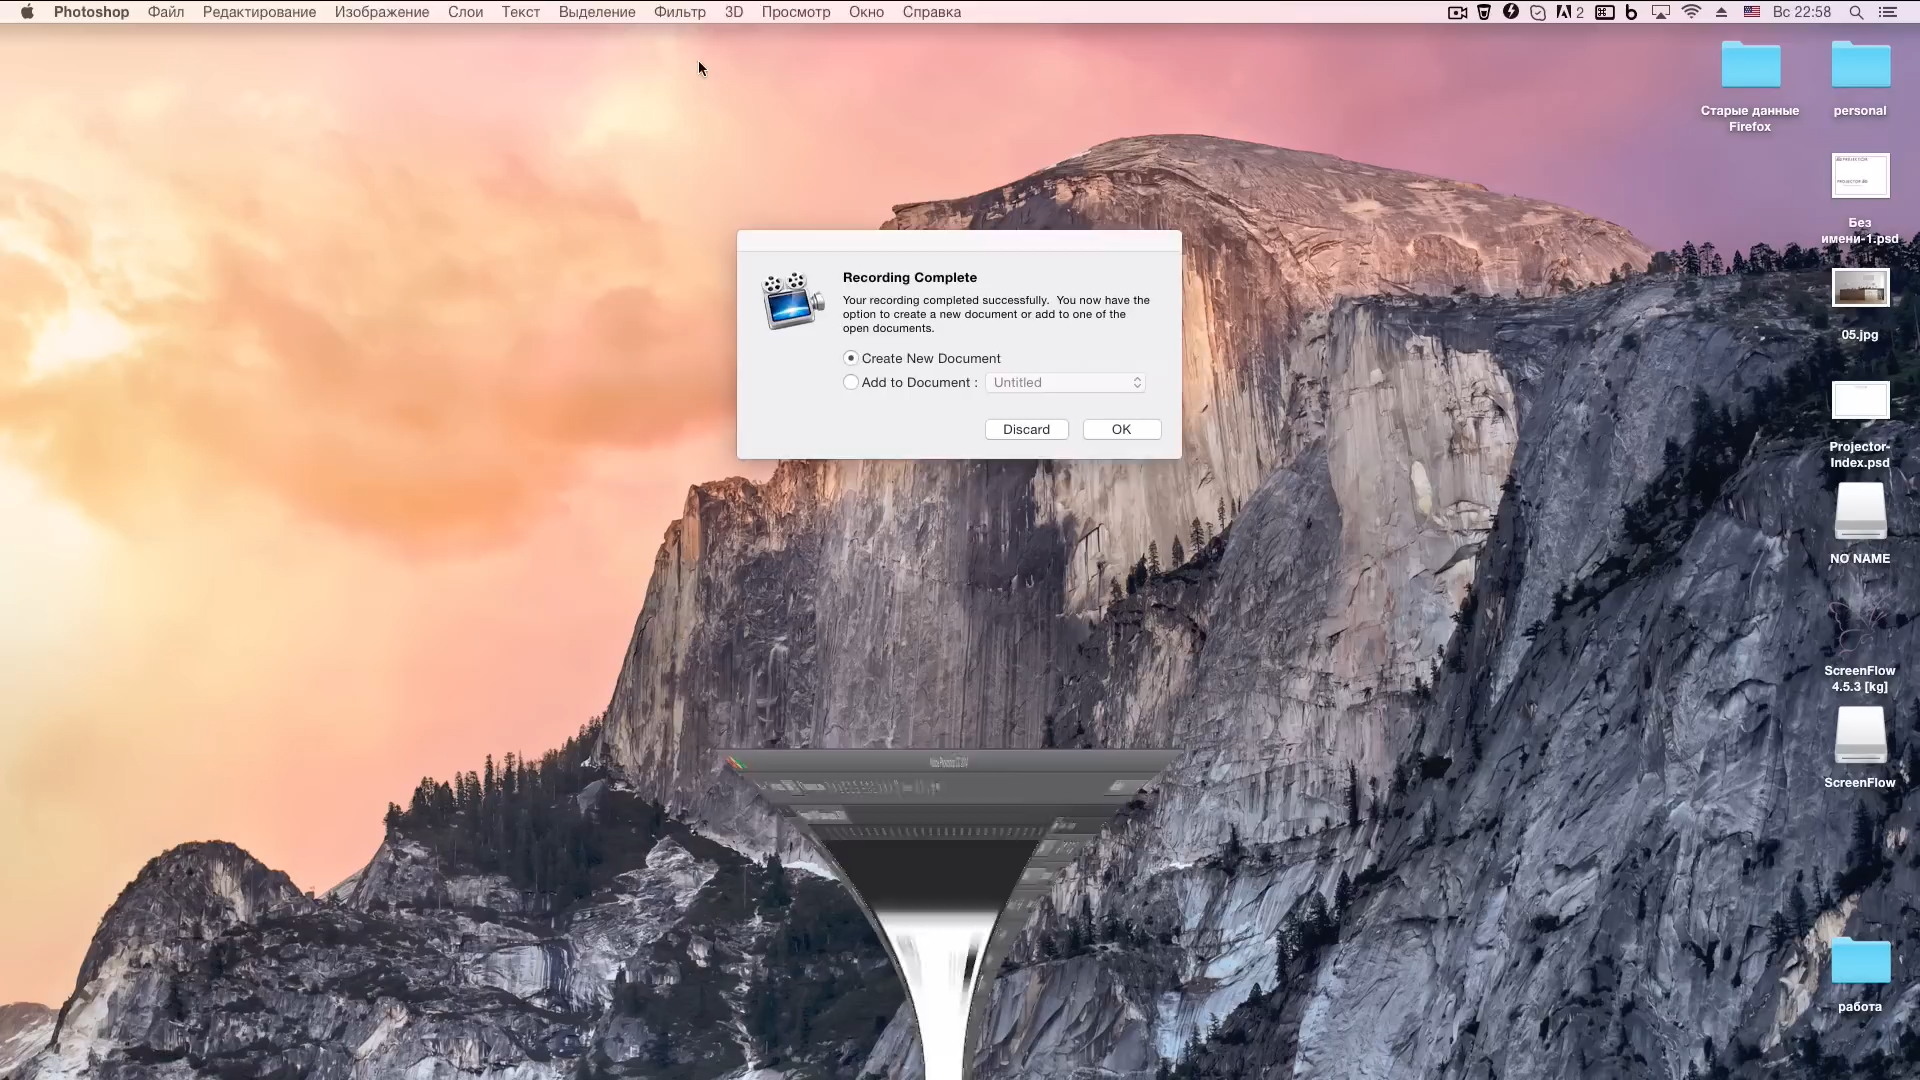 Photoshop Файл Редактирование Изображение Слои Текст Выделение Фильтр 3D Просмотр Окно Справка
2 Вс 22:58
Старые данные
Firefox
personal
Без
имени-1.psd
05.jpg
Projector-
Index.psd
NO NAME
ScreenFlow
4.5.3 [kg]
ScreenFlow
работа
Recording Complete
Your recording completed successfully. You now have the
option to create a new document or add to one of the
open documents.
Create New Document
Add to Document : Untitled
Discard OK